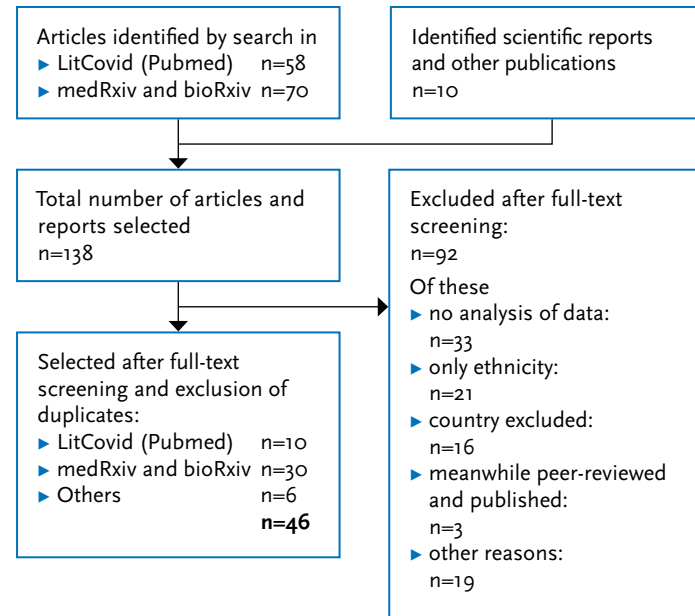 Articles identified by search in
▶ LitCovid (Pubmed) n=58
▶ medRxiv and bioRxiv n=70
Identified scientific reports
and other publications
n=10
Total number of articles and
reports selected
n=138
Excluded after full-text
screening:
n=92
Of these
▶ no analysis of data:
n=33
▶ only ethnicity:
n=21
▶ country excluded:
n=16
▶ meanwhile peer-reviewed
and published:
n=3
▶ other reasons:
n=19
Selected after full-text
screening and exclusion of
duplicates:
▶ LitCovid (Pubmed) n=10
▶ medRxiv and bioRxiv n=30
▶ Others n=6
n=46